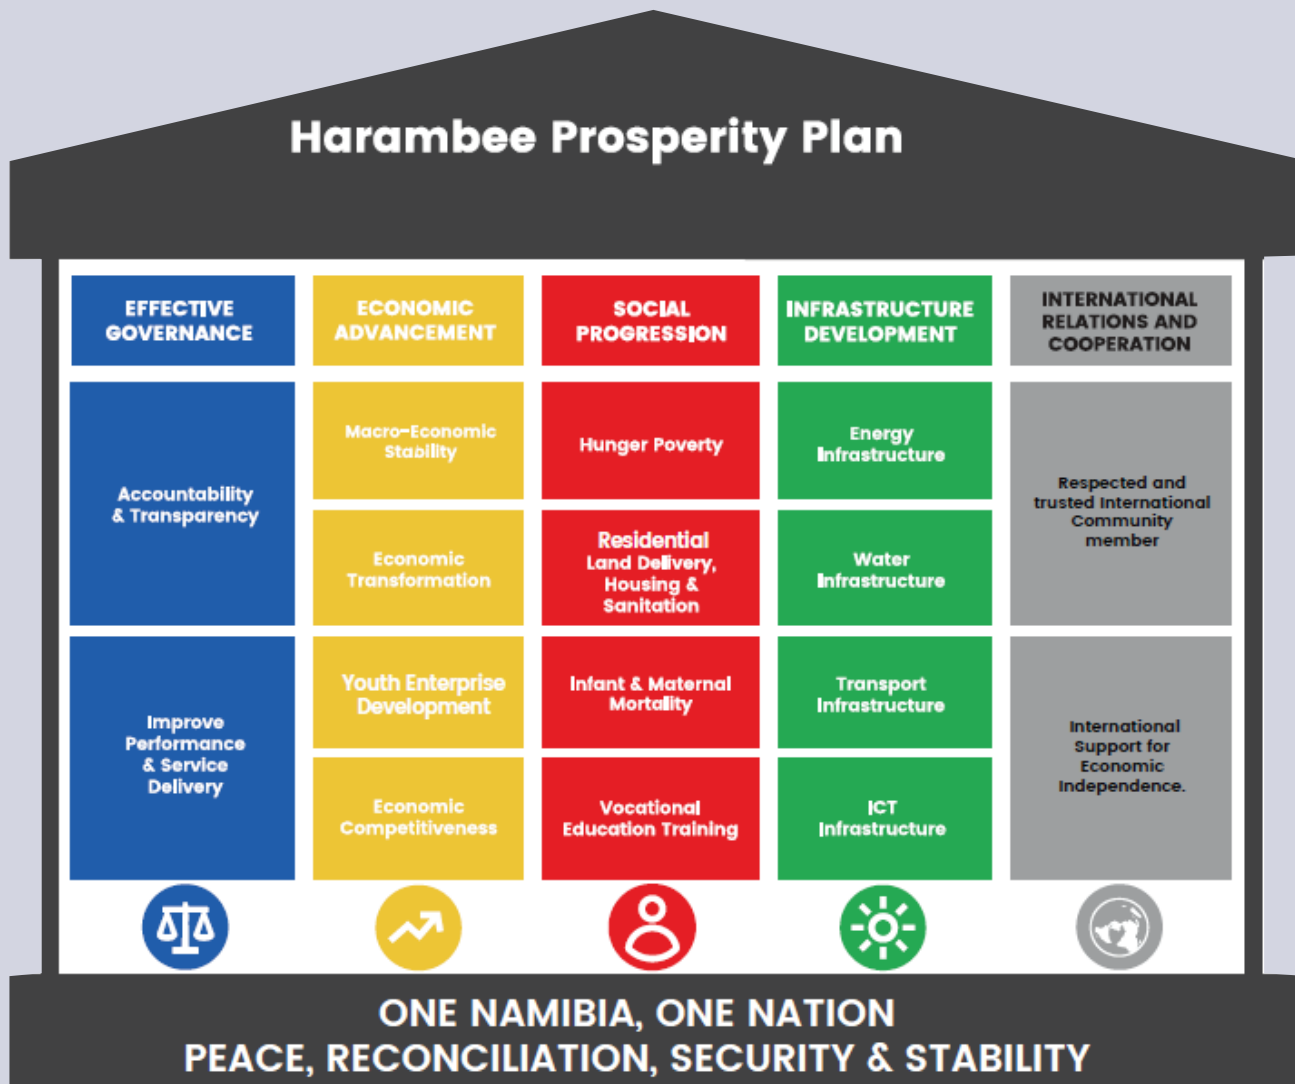 Harambee Prosperity Plan
EFFECTIVE
GOVERNANCE
Accountability
& Transparency
Improve
Performance
& Service
Delivery
ECONOMIC
ADVANCEMENT
Macro-Economic
Stability
Economic
Transformation
Youth Enterprise
Development
Economic
Competitiveness
SOCIAL
PROGRESSION
Hunger Poverty
Residential
Land Delivery,
Housing &
Sanitation
Infant & Maternal
Mortality
Vocational
Education Training
INFRASTRUCTURE
DEVELOPMENT
Energy
Infrastructure
Water
Infrastructure
Transport
Infrastructure
ICT
Infrastructure
INTERNATIONAL
RELATIONS AND
COOPERATION
Respected and
trusted International
Community
member
International
Support for
Economic
Independence.
ONE NAMIBIA, ONE NATION
PEACE, RECONCILIATION, SECURITY & STABILITY